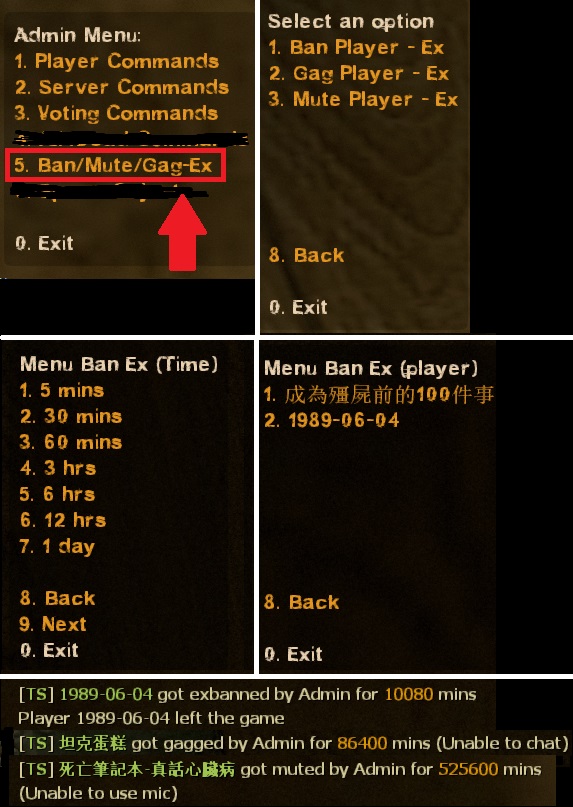 Admin Menu:
1. Player Commands
2. Server Commands
3. Voting Commands
5. Ban/Mute/Gag-Ex
0. Exit
Select an option
1. Ban Player - Ex
2. Gag Player - Ex
3. Mute Player - Ex
8. Back
0. Exit
Menu Ban Ex (Time)
1. 5 mins
2. 30 mins
3. 60 mins
4. 3 hrs
5. 6 hrs
6. 12 hrs
7. 1 day
8. Back
9. Next
0. Exit
Menu Ban Ex (player)
1. 成為殭屍前的100件事
2. 1989-06-04
8. Back
0. Exit
[TS] 1989-06-04 got exbanned by Admin for 10080 mins
Player 1989-06-04 left the game
[TS] 坦克蛋糕 got gagged by Admin for 86400 mins (Unable to chat)
[TS] 死亡筆記本-真話心臟病 got muted by Admin for 525600 mins
(Unable to use mic)